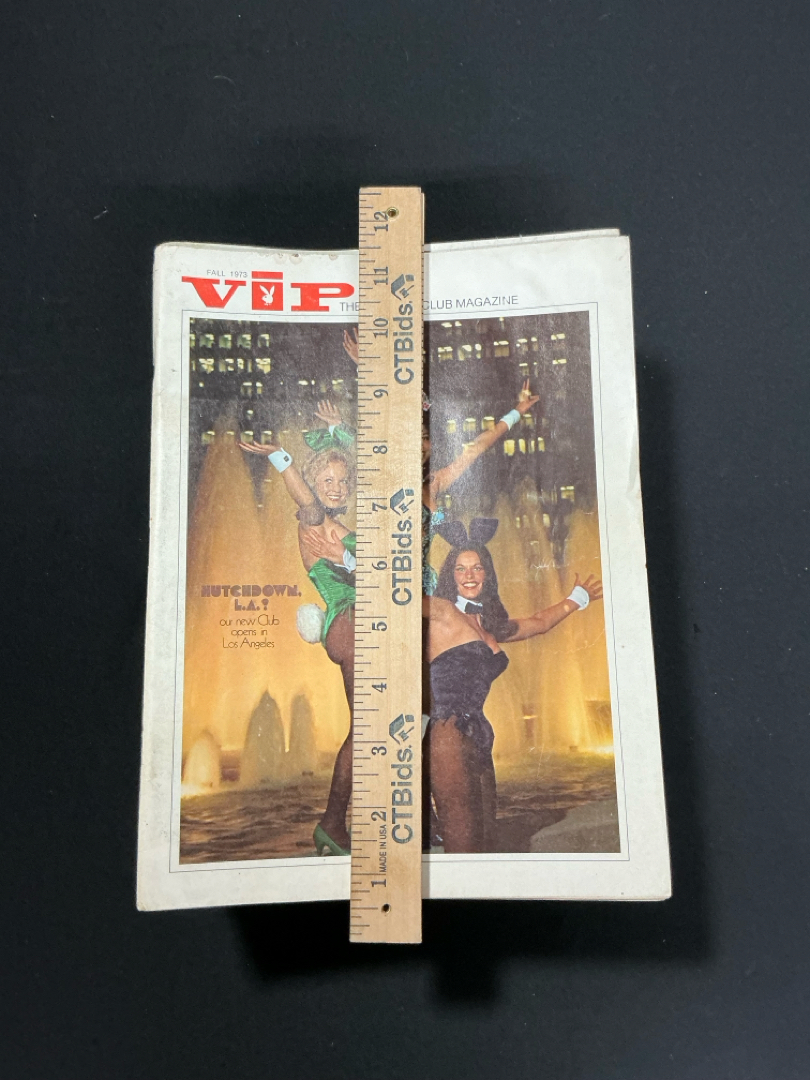 FALL 1973
VIP
THE CLUB MAGAZINE
HUTCHDOWN,
L.A.?
our new Club
opens in
Los Angeles
12
11
10
9
8
7
6
5
4
3
2
1
CTBids.
CTBids.
CTBids.
MADE IN USA